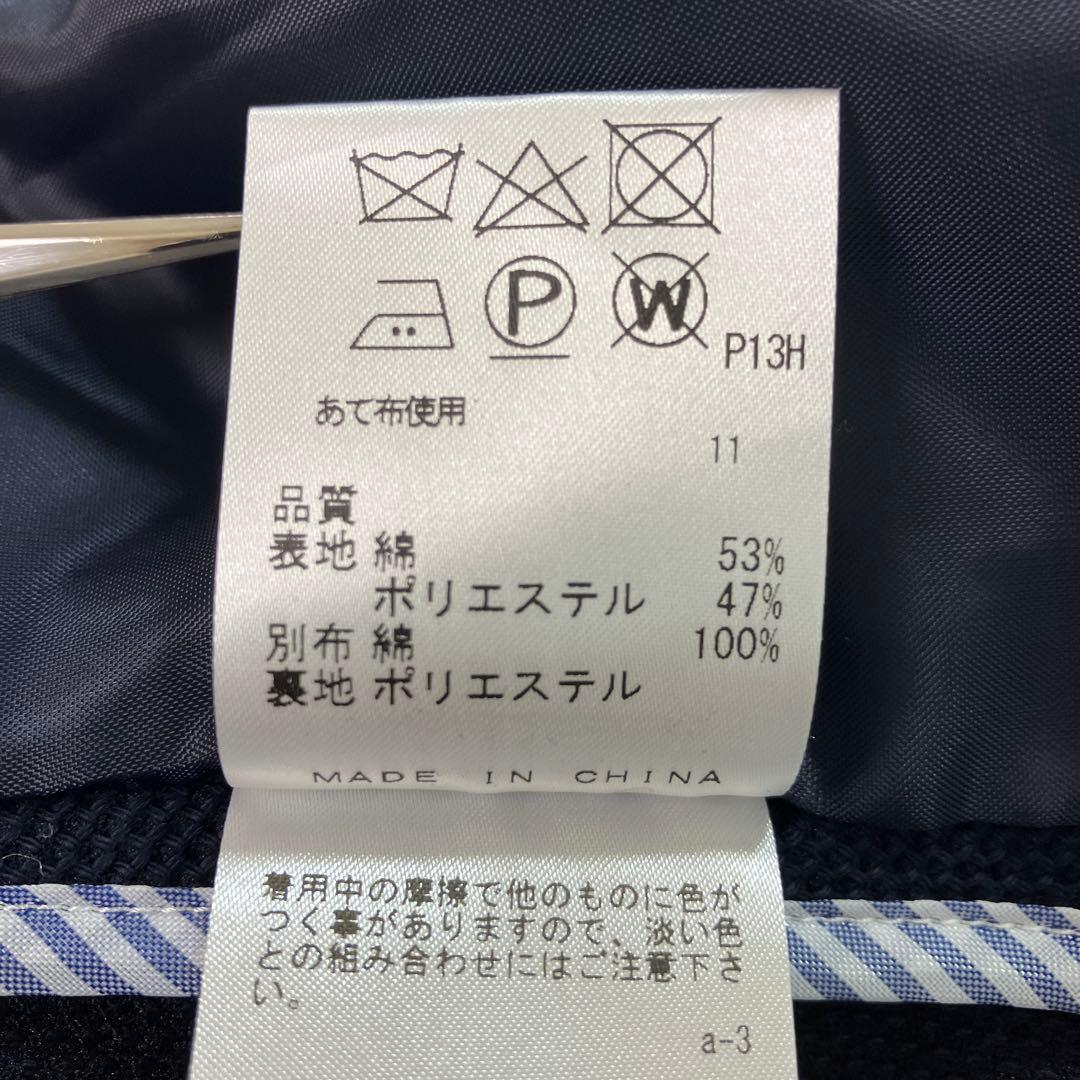 P
W
P13H
あて布使用
11
品質
表地 綿 53%
ポリエステル 47%
別布 綿 100%
裏地 ポリエステル
MADE IN CHINA
着用中の摩擦で他のものに色が
つく事がありますので、淡い色
との組み合わせにはご注意下さ
い。
a-3